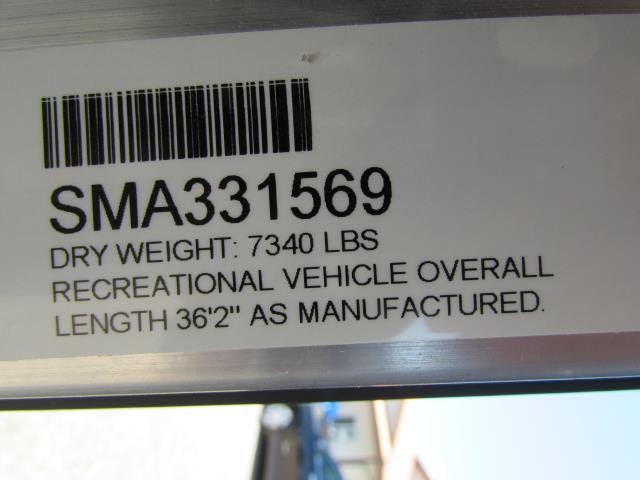 SMA331569
DRY WEIGHT: 7340 LBS
RECREATIONAL VEHICLE OVERALL
LENGTH 36'2" AS MANUFACTURED.